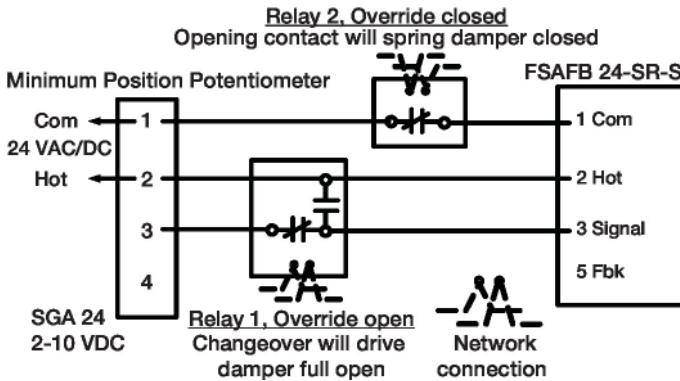 Relay 2, Override closed
Opening contact will spring damper closed
Minimum Position Potentiometer
FSAFB 24-SR-S
Com
1
1 Com
24 VAC/DC
Hot
2
2 Hot
3
3 Signal
4
5 Fbk
SGA 24
2-10 VDC
Relay 1, Override open
Changeover will drive
damper full open
Network
connection